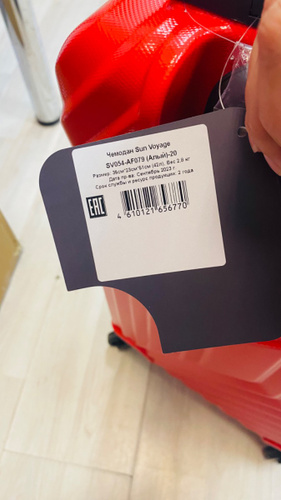 Чемодан Sun Voyage
SV054-AF079 (Алый)-20
Размер: 36см*23см*51см (42л). Вес 2,6 кг
Дата пр-ва: Сентябрь 2023 г
Срок службы и ресурс продукции: 2 года
EAC
4 610121 656770